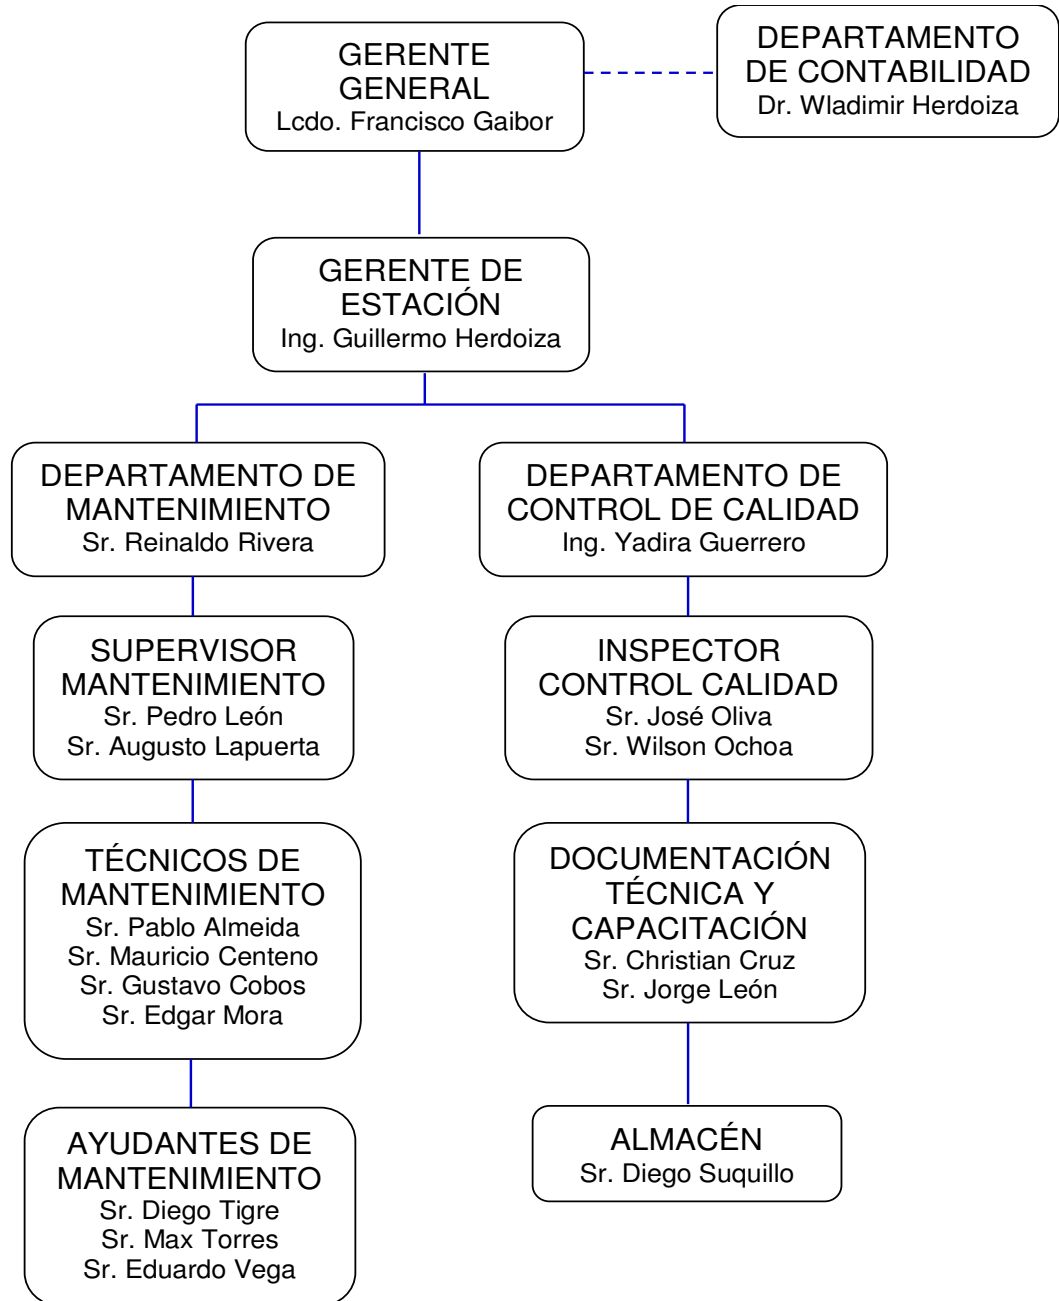 GERENTE
GENERAL
Lcdo. Francisco Gaibor
DEPARTAMENTO
DE CONTABILIDAD
Dr. Wladimir Herdoiza
GERENTE DE
ESTACIÓN
Ing. Guillermo Herdoiza
DEPARTAMENTO DE
MANTENIMIENTO
Sr. Reinaldo Rivera
DEPARTAMENTO DE
CONTROL DE CALIDAD
Ing. Yadira Guerrero
SUPERVISOR
MANTENIMIENTO
Sr. Pedro León
Sr. Augusto Lapuerta
INSPECTOR
CONTROL CALIDAD
Sr. José Oliva
Sr. Wilson Ochoa
TÉCNICOS DE
MANTENIMIENTO
Sr. Pablo Almeida
Sr. Mauricio Centeno
Sr. Gustavo Cobos
Sr. Edgar Mora
DOCUMENTACIÓN
TÉCNICA Y
CAPACITACIÓN
Sr. Christian Cruz
Sr. Jorge León
AYUDANTES DE
MANTENIMIENTO
Sr. Diego Tigre
Sr. Max Torres
Sr. Eduardo Vega
ALMACÉN
Sr. Diego Suquillo